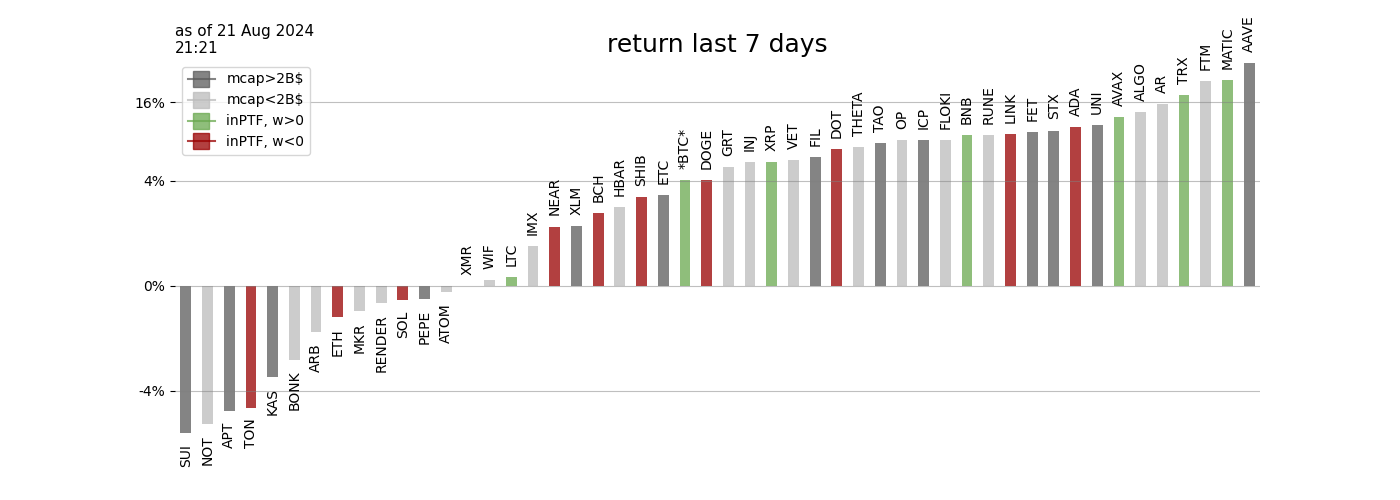 as of 21 Aug 2024
21:21
return last 7 days
mcap>2B$
mcap<2B$
inPTF, w>0
inPTF, w<0
16%
4%
0%
-4%
SUI
NOT
APT
TON
KAS
BONK
ARB
ETH
MKR
RENDER
SOL
PEPE
ATOM
XMR
WIF
LTC
IMX
NEAR
XLM
BCH
HBAR
SHIB
ETC
*BTC*
DOGE
GRT
INJ
XRP
VET
FIL
DOT
THETA
TAO
OP
ICP
FLOKI
BNB
RUNE
LINK
FET
STX
ADA
UNI
AVAX
ALGO
AR
TRX
FTM
MATIC
AAVE